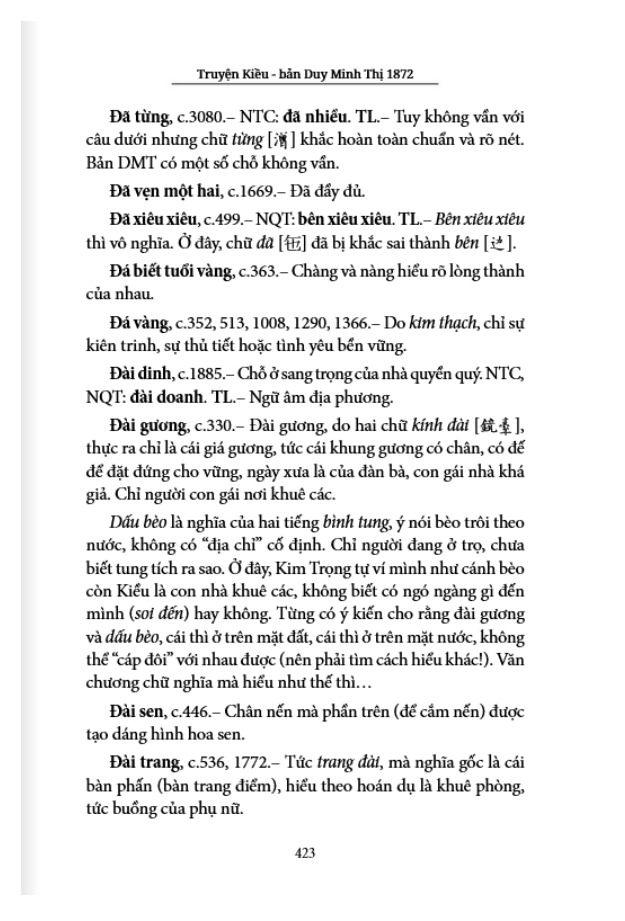 Truyện Kiều - bản Duy Minh Thị 1872
Đã từng, c.3080.– NTC: đã nhiều. TL.– Tuy không vần với
câu dưới nhưng chữ từng [] khắc hoàn toàn chuẩn và rõ nét.
Bản DMT có một số chỗ không vần.
Đã vẹn một hai, c.1669.– Đã đầy đủ.
Đã xiêu xiêu, c.499.– NQT: bên xiêu xiêu. TL.– Bên xiêu xiêu
thì vô nghĩa. Ở đây, chữ đã [] đã bị khắc sai thành bên [].
Đá biết tuổi vàng, c.363.– Chàng và nàng hiểu rõ lòng thành
của nhau.
Đá vàng, c.352, 513, 1008, 1290, 1366.– Do kim thạch, chỉ sự
kiên trinh, sự thủ tiết hoặc tình yêu bền vững.
Đài dinh, c.1885.– Chỗ ở sang trọng của nhà quyền quý. NTC,
NQT: đài doanh. TL.– Ngữ âm địa phương.
Đài gương, c.330.– Đài gương, do hai chữ kính đài [鏡臺],
thực ra chỉ là cái giá gương, tức cái khung gương có chân, có đế
để đặt đứng cho vững, ngày xưa là của đàn bà, con gái nhà khá
giả. Chỉ người con gái nơi khuê các.
Dấu bèo là nghĩa của hai tiếng bình tung, ý nói bèo trôi theo
nước, không có “địa chỉ” cố định. Chỉ người đang ở trọ, chưa
biết tung tích ra sao. Ở đây, Kim Trọng tự ví mình như cánh bèo
còn Kiều là con nhà khuê các, không biết có ngó ngàng gì đến
mình (soi đến) hay không. Từng có ý kiến cho rằng đài gương
và dấu bèo, cái thì ở trên mặt đất, cái thì ở trên mặt nước, không
thể “cáp đôi” với nhau được (nên phải tìm cách hiểu khác!). Văn
chương chữ nghĩa mà hiểu như thế thì…
Đài sen, c.446.– Chân nến mà phần trên (để cắm nến) được
tạo dáng hình hoa sen.
Đài trang, c.536, 1772.– Tức trang đài, mà nghĩa gốc là cái
bàn phấn (bàn trang điểm), hiểu theo hoán dụ là khuê phòng,
tức buồng của phụ nữ.
423